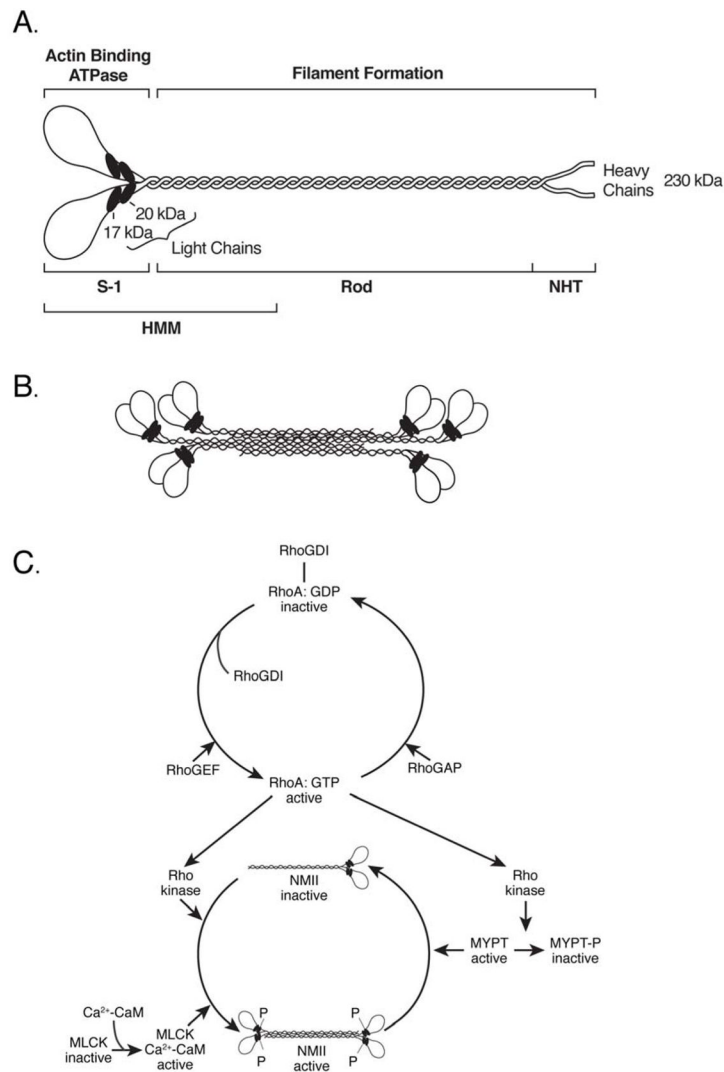 A.
Actin Binding
ATPase
Filament Formation
Heavy
Chains
230 kDa
20 kDa
17 kDa
Light Chains
S-1
Rod
NHT
HMM
B.
C.
RhoGDI
RhoA: GDP
inactive
RhoGDI
RhoGEF
RhoGAP
RhoA: GTP
active
Rho
kinase
NMII
inactive
Rho
kinase
MYPT
active
MYPT-P
inactive
Ca²⁺-CaM
MLCK
inactive
MLCK
Ca²⁺-CaM
active
P
P
P
P
NMII
active